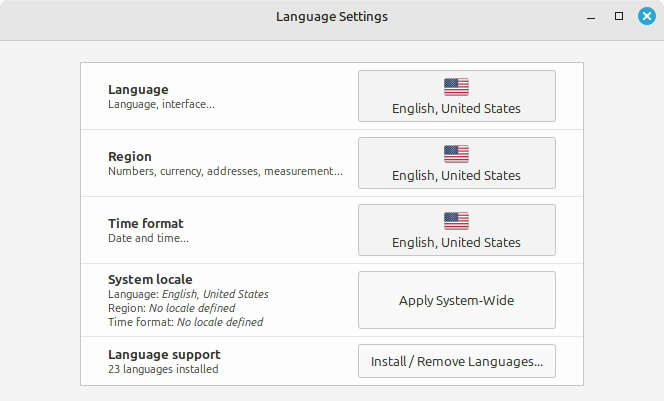 Language Settings
Language
Language, interface...
English, United States
Region
Numbers, currency, addresses, measurement...
English, United States
Time format
Date and time...
English, United States
System locale
Language: English, United States
Region: No locale defined
Time format: No locale defined
Apply System-Wide
Language support
23 languages installed
Install / Remove Languages...